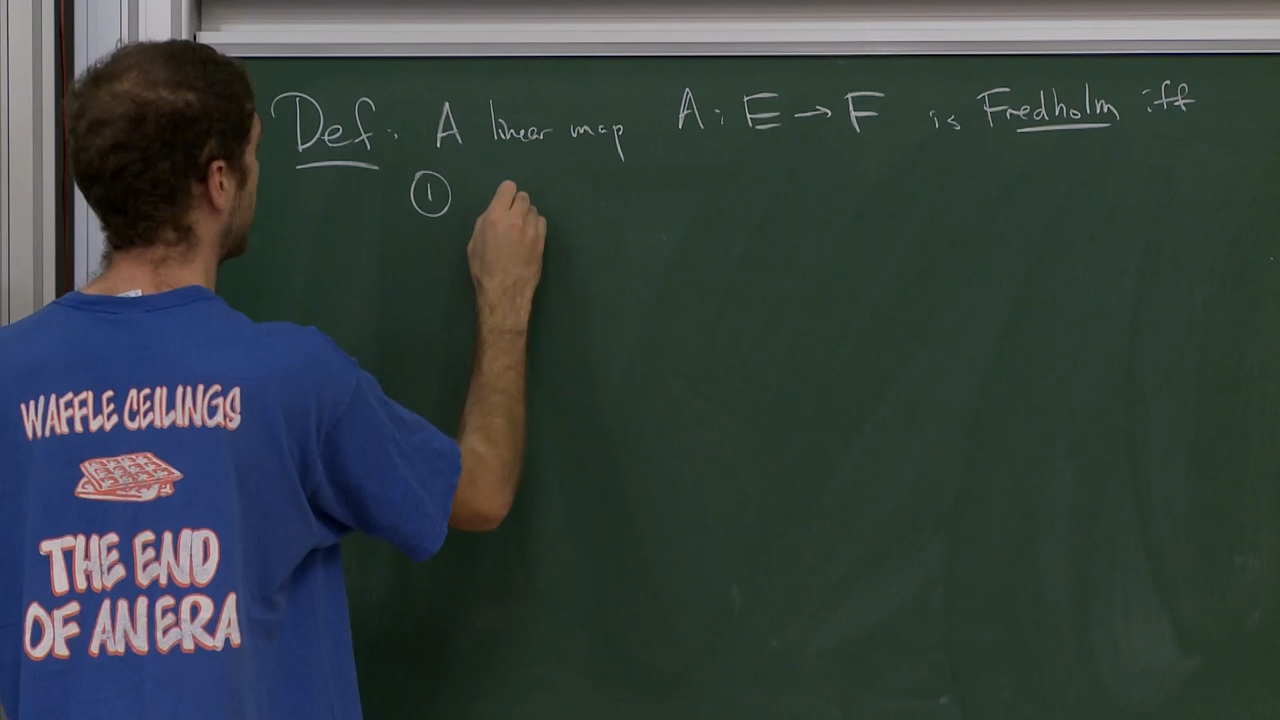 Def: A linear map A: E → F is Fredholm iff
①
WAFFLE CEILINGS
THE END
OF AN ERA